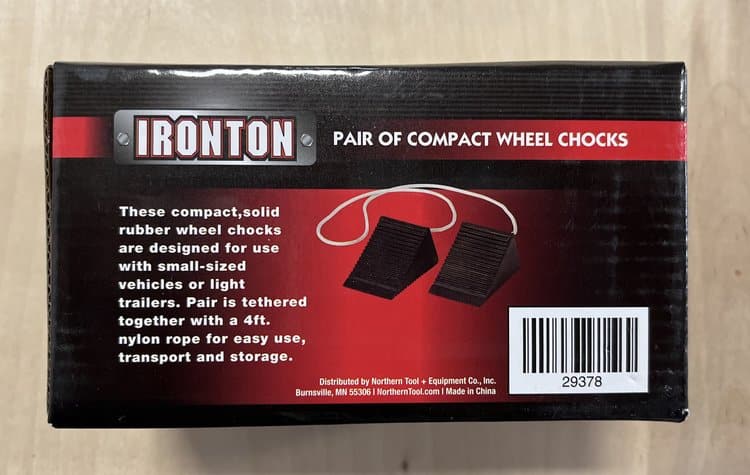 IRONTON
PAIR OF COMPACT WHEEL CHOCKS
These compact,solid
rubber wheel chocks
are designed for use
with small-sized
vehicles or light
trailers. Pair is tethered
together with a 4ft.
nylon rope for easy use,
transport and storage.
29378
Distributed by Northern Tool + Equipment Co., Inc.
Burnsville, MN 55306 | NorthernTool.com | Made in China